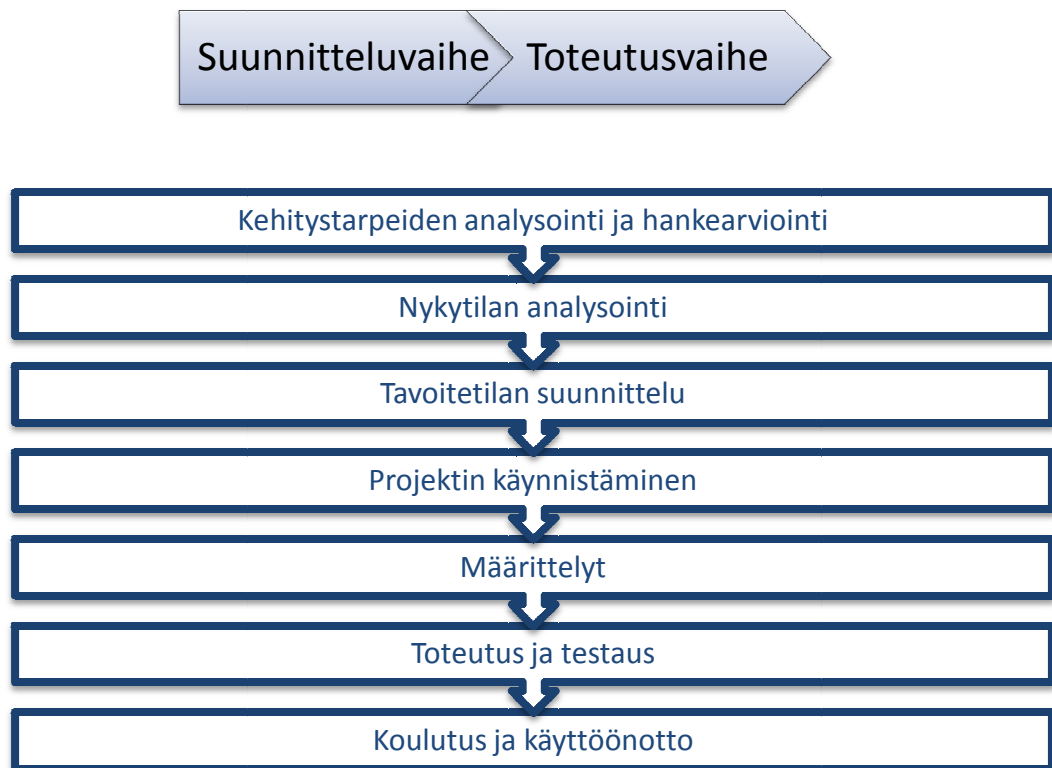 Suunnitteluvaihe
Toteutusvaihe
Kehitystarpeiden analysointi ja hankearviointi
Nykytilan analysointi
Tavoitetilan suunnittelu
Projektin käynnistäminen
Määrittelyt
Toteutus ja testaus
Koulutus ja käyttöönotto